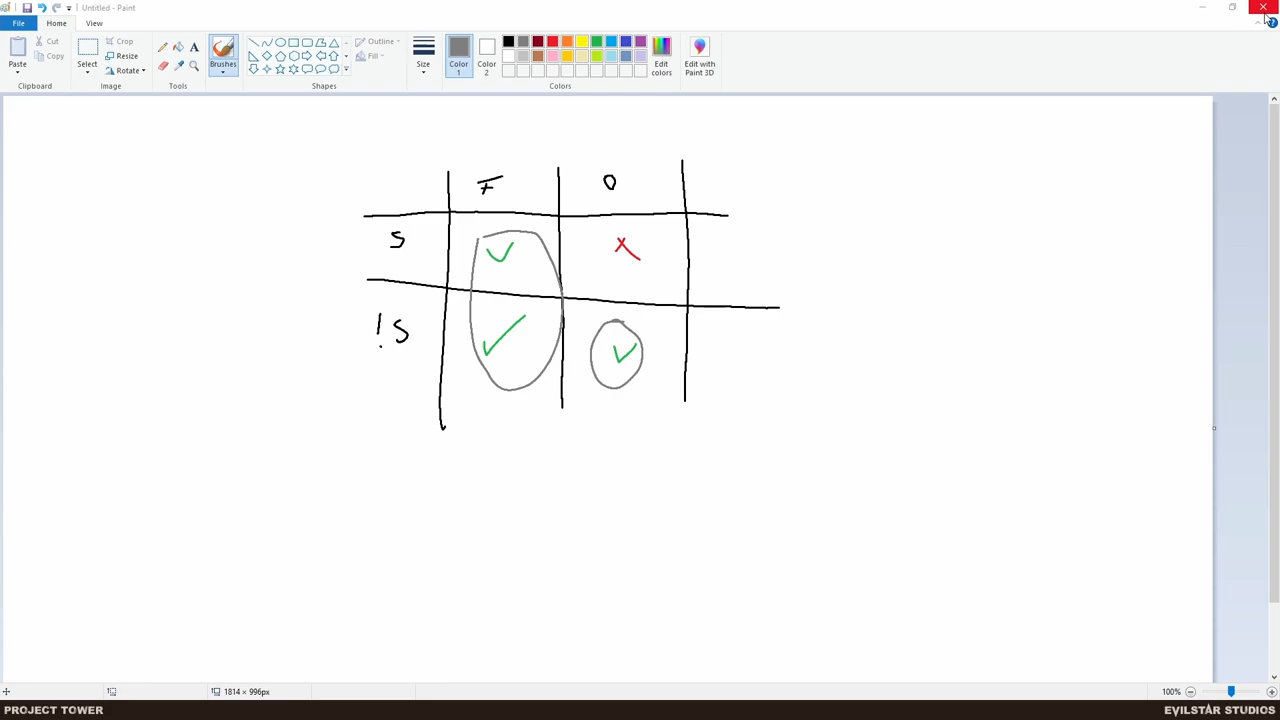 Untitled - Paint
File Home View
Paste
Cut
Copy
Clipboard
Select
Crop
Resize
Rotate
Image
A
Tools
Brushes
Shapes
Outline
Fill
Size
Color 1
Color 2
Colors
Edit colors
Edit with Paint 3D
F O
S
!S
1814 × 996px
100%
PROJECT TOWER
EVILSTAR STUDIOS